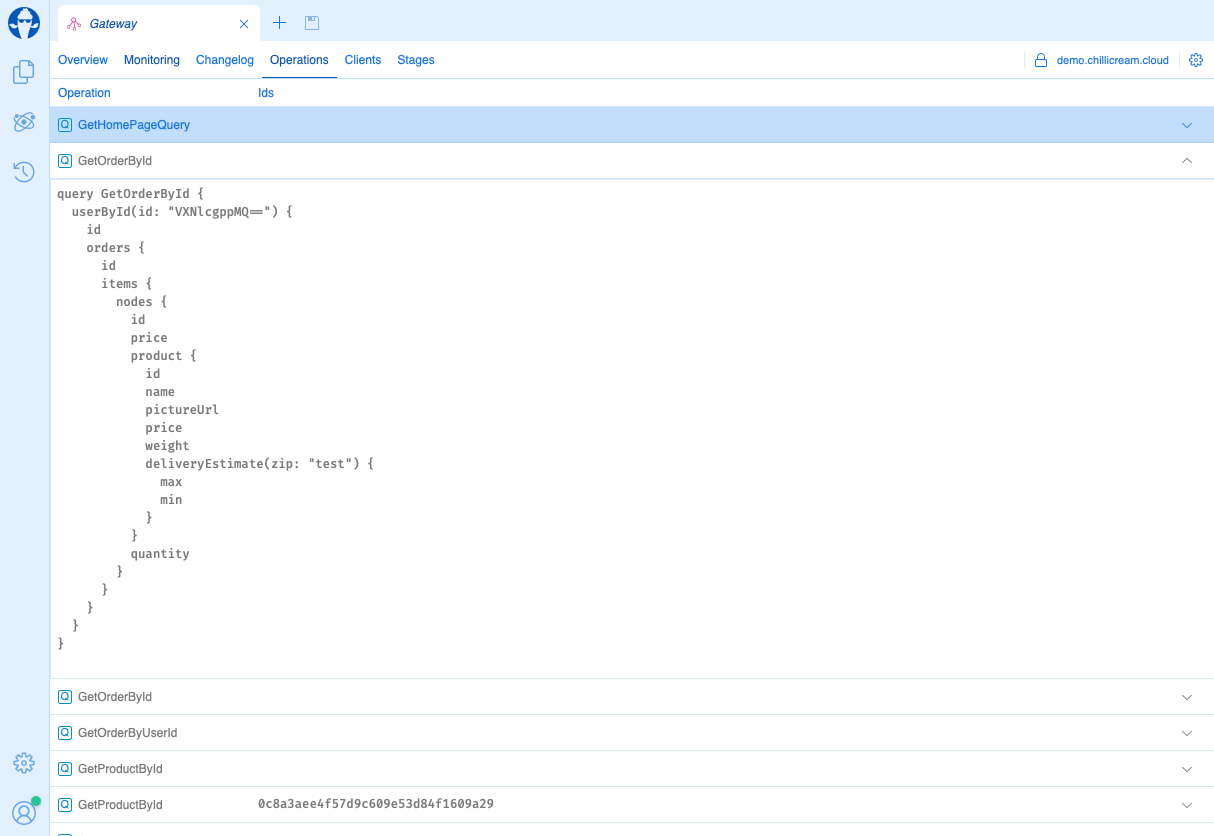 Gateway
Overview Monitoring Changelog Operations Clients Stages demo.chillicream.cloud
Operation Ids
Q GetHomePageQuery
Q GetOrderById
query GetOrderById {
  userById(id: "VXNlcgppMQ==") {
    id
    orders {
      id
      items {
        nodes {
          id
          price
          product {
            id
            name
            pictureUrl
            price
            weight
            deliveryEstimate(zip: "test") {
              max
              min
            }
          }
          quantity
        }
      }
    }
  }
}
Q GetOrderById
Q GetOrderByUserId
Q GetProductById
Q GetProductById 0c8a3aee4f57d9c609e53d84f1609a29